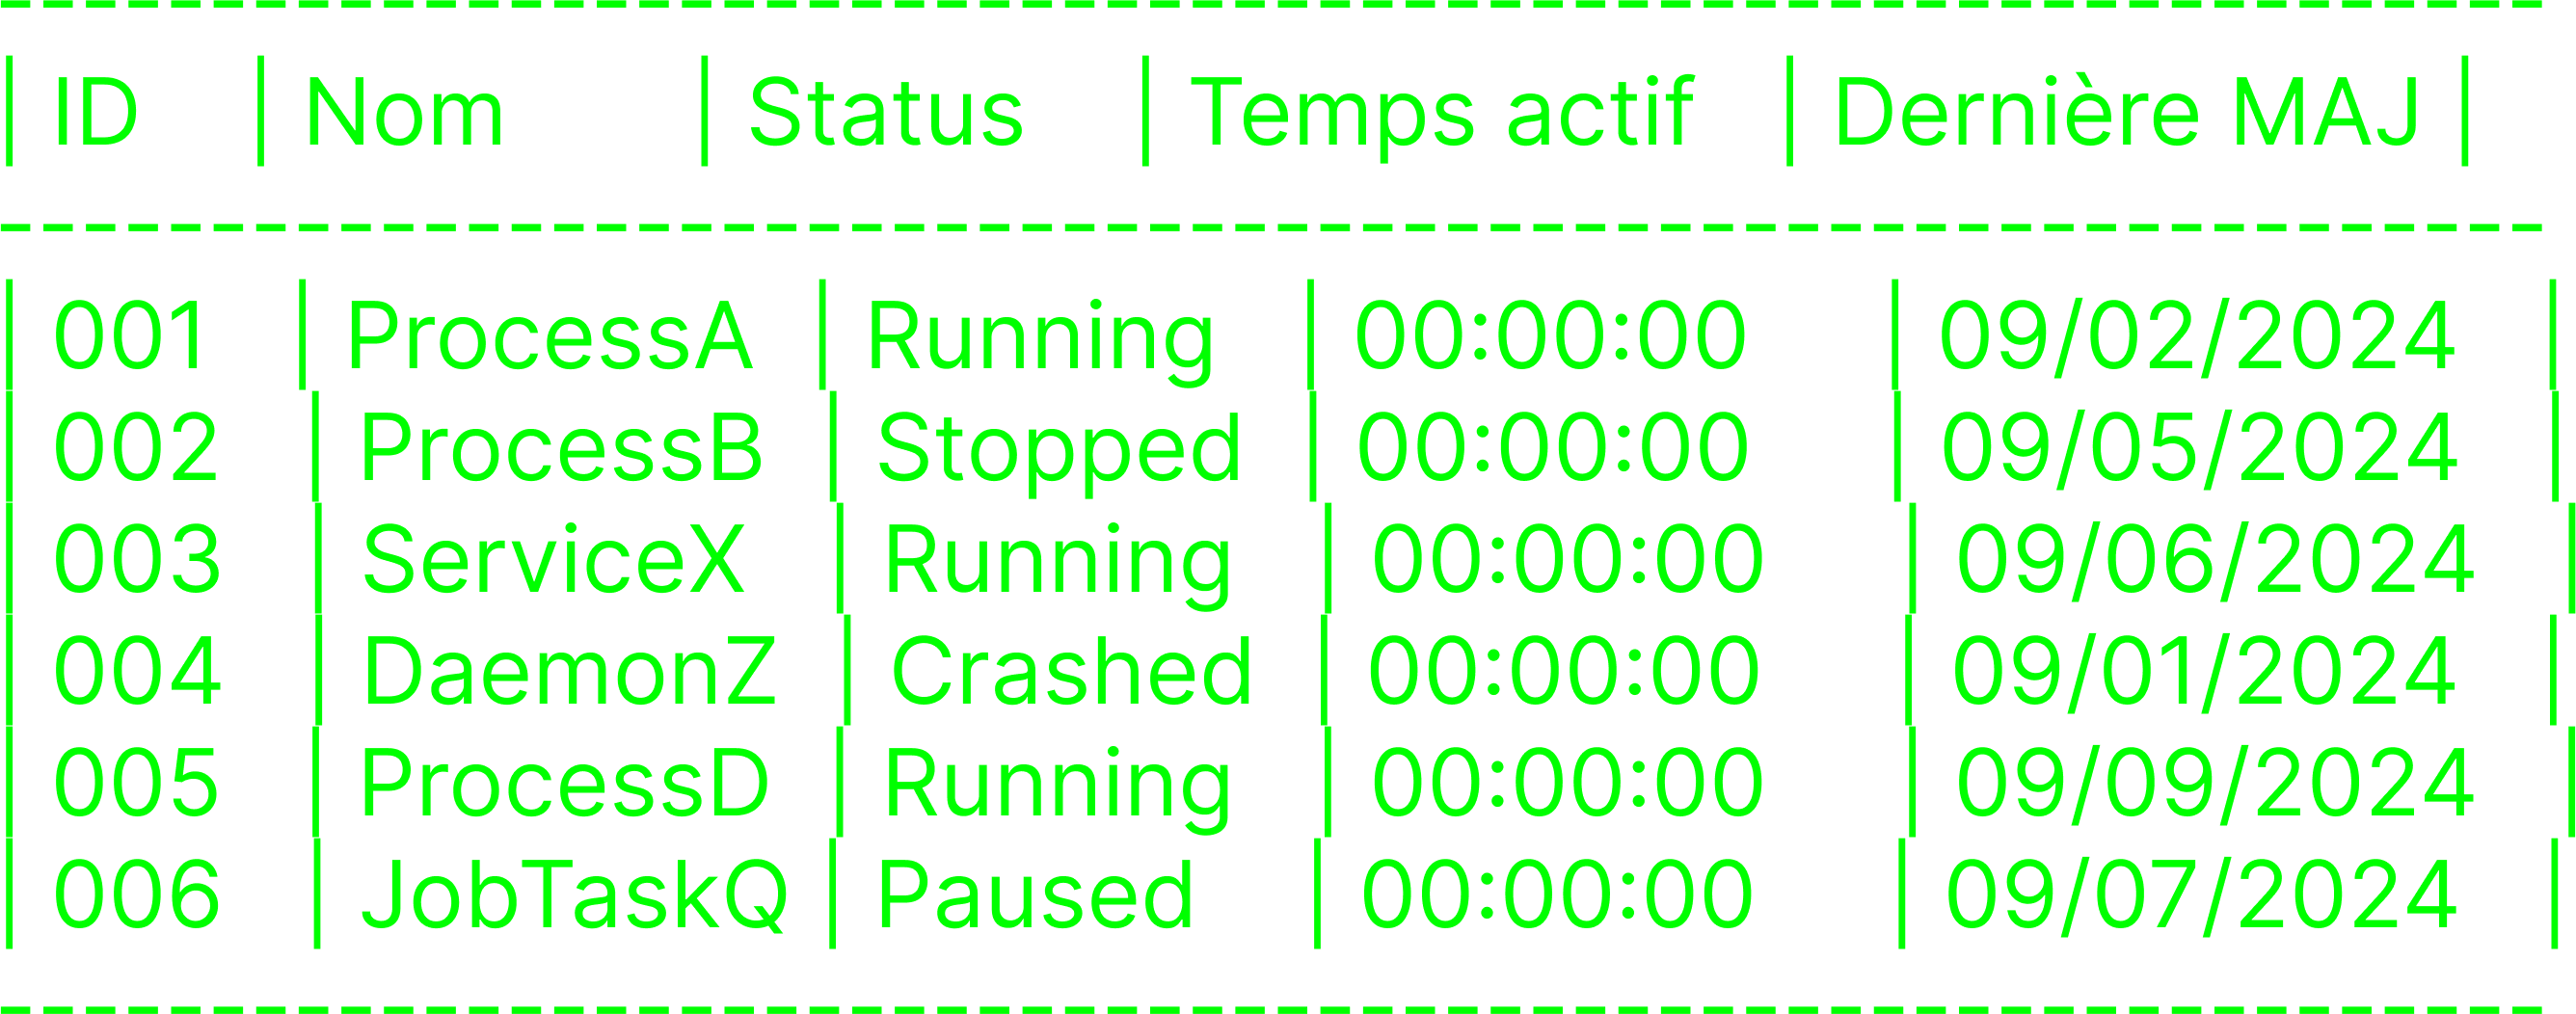 ------------------------------------------------------------
| ID | Nom | Status | Temps actif | Dernière MAJ |
------------------------------------------------------------
| 001 | ProcessA | Running | 00:00:00 | 09/02/2024 |
| 002 | ProcessB | Stopped | 00:00:00 | 09/05/2024 |
| 003 | ServiceX | Running | 00:00:00 | 09/06/2024 |
| 004 | DaemonZ | Crashed | 00:00:00 | 09/01/2024 |
| 005 | ProcessD | Running | 00:00:00 | 09/09/2024 |
| 006 | JobTaskQ | Paused | 00:00:00 | 09/07/2024 |
------------------------------------------------------------